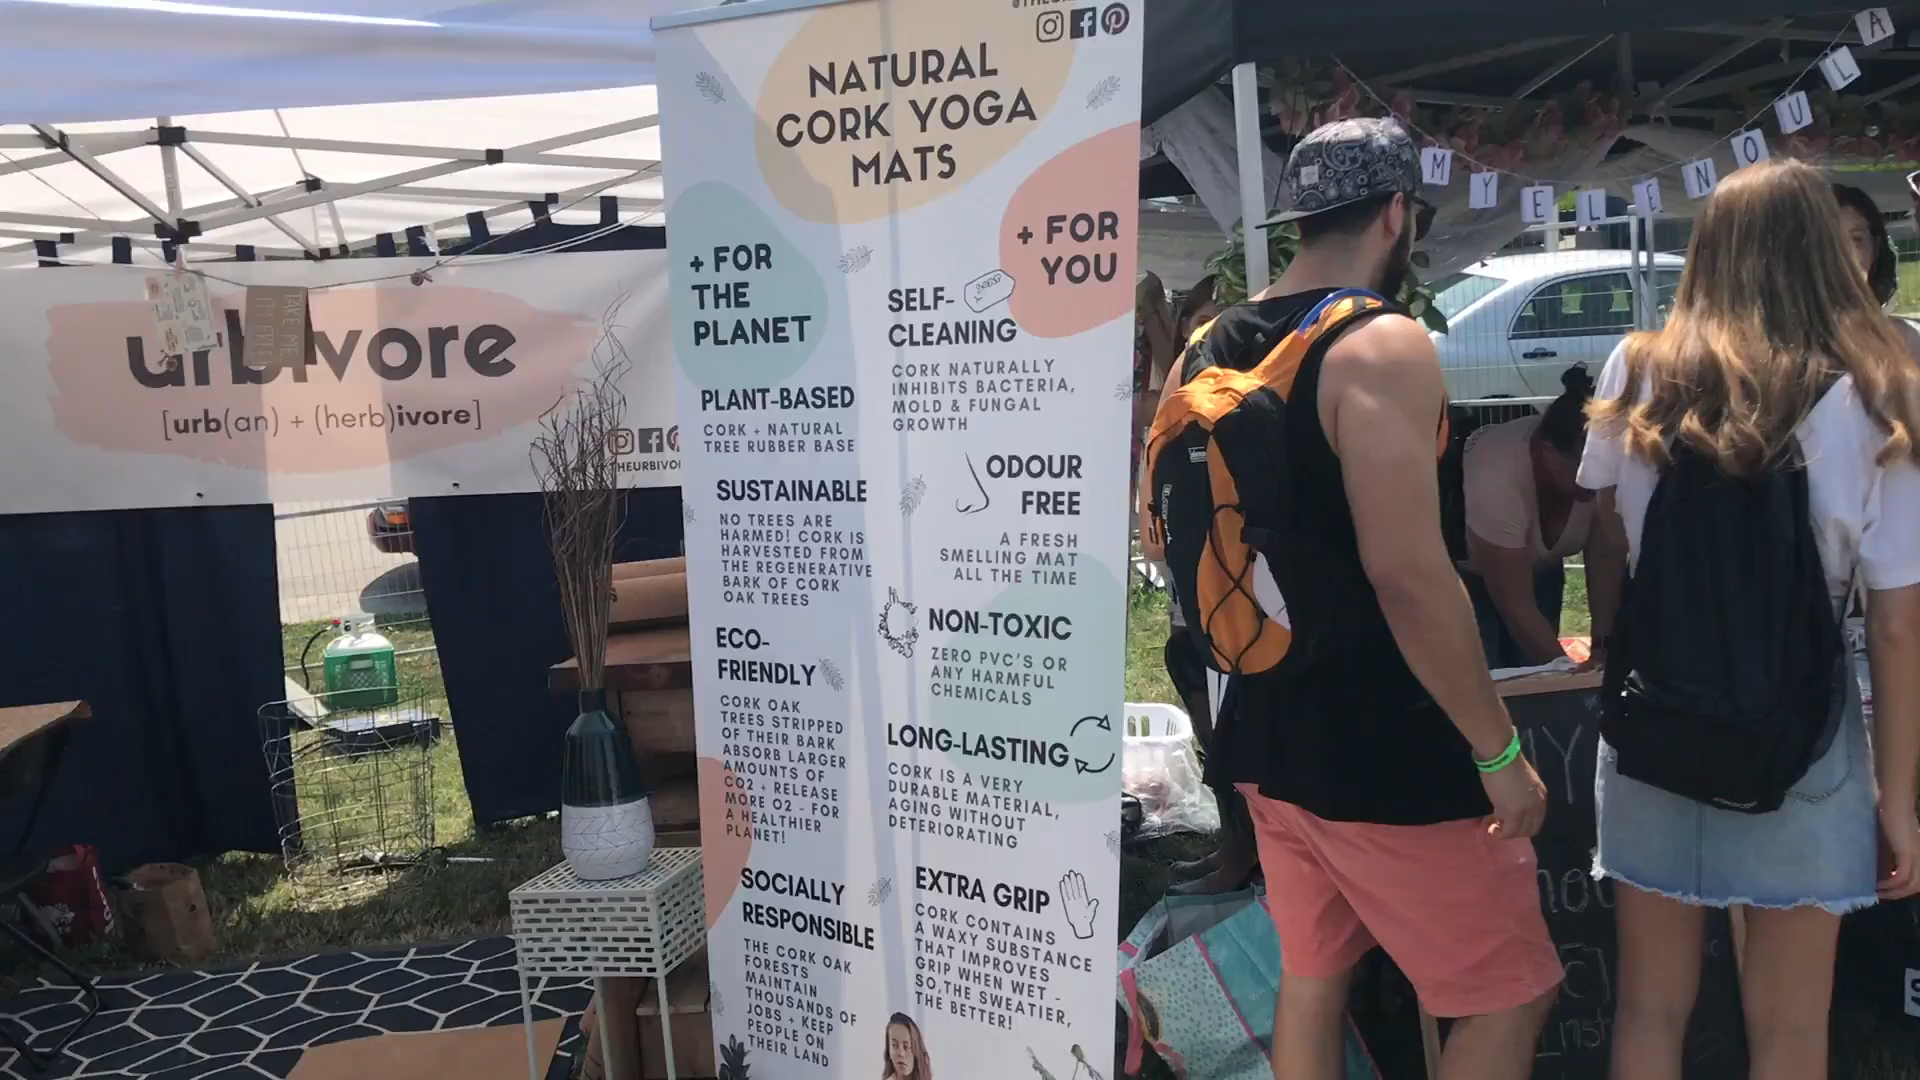 NATURAL
CORK YOGA
MATS
+ FOR
THE
PLANET
PLANT-BASED
CORK + NATURAL
TREE RUBBER BASE
SUSTAINABLE
NO TREES ARE
HARMED! CORK IS
HARVESTED FROM
THE REGENERATIVE
BARK OF CORK
OAK TREES
ECO-
FRIENDLY
CORK OAK
TREES STRIPPED
OF THEIR BARK
ABSORB LARGER
AMOUNTS OF
CO2 + RELEASE
MORE O2 - FOR
A HEALTHIER
PLANET!
SOCIALLY
RESPONSIBLE
THE CORK OAK
FORESTS
MAINTAIN
THOUSANDS OF
JOBS + KEEP
PEOPLE ON
THEIR LAND
+ FOR
YOU
SELF-
CLEANING
CORK NATURALLY
INHIBITS BACTERIA,
MOLD & FUNGAL
GROWTH
ODOUR
FREE
A FRESH
SMELLING MAT
ALL THE TIME
NON-TOXIC
ZERO PVC'S OR
ANY HARMFUL
CHEMICALS
LONG-LASTING
CORK IS A VERY
DURABLE MATERIAL,
AGING WITHOUT
DETERIORATING
EXTRA GRIP
CORK CONTAINS
A WAXY SUBSTANCE
THAT IMPROVES
GRIP WHEN WET -
SO,THE SWEATIER,
THE BETTER!
urbivore
[urb(an) + (herb)ivore]
TAKE ME
MYELENOULA